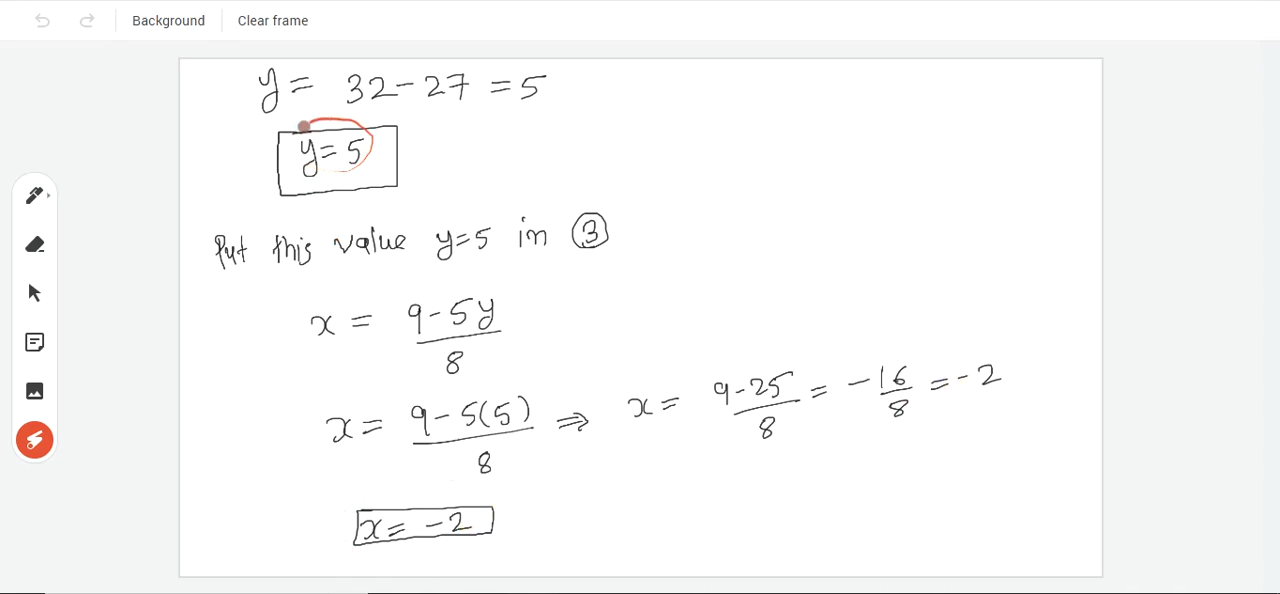 Background Clear frame
y = 32 - 27 = 5
y = 5
Put this value y=5 in ③
x = 9 - 5y / 8
x = 9 - 5(5) / 8 ⇒ x = 9 - 25 / 8 = -16 / 8 = -2
x = -2